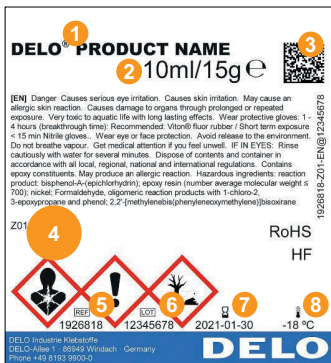 1
DELO® PRODUCT NAME
3
2 10ml/15g ℮
[EN] Danger Causes serious eye irritation. Causes skin irritation. May cause an
allergic skin reaction. Causes damage to organs through prolonged or repeated
exposure. Very toxic to aquatic life with long lasting effects. Wear protective gloves: 1 -
4 hours (breakthrough time): Recommended: Viton® fluor rubber / Short term exposure
< 15 min Nitrile gloves.. Wear eye or face protection. Avoid release to the environment.
Do not breathe vapour. Get medical attention if you feel unwell. IF IN EYES: Rinse
cautiously with water for several minutes. Dispose of contents and container in
accordance with all local, regional, national and international regulations. Contains
epoxy constituents. May produce an allergic reaction. Hazardous ingredients: reaction
product: bisphenol-A-(epichlorhydrin); epoxy resin (number average molecular weight ≤
700); nickel; Formaldehyde, oligomeric reaction products with 1-chloro-2,
3-epoxypropane and phenol; 2,2'-[methylenebis(phenyleneoxymethylene)]bisoxirane
1926818-Z01-EN@12345678
Z01
4
RoHS
HF
REF 5 LOT 6 7 8
1926818 12345678 2021-01-30 -18 °C
DELO Industrie Klebstoffe
DELO-Allee 1 · 86949 Windach · Germany
Phone +49 8193 9900-0
DELO